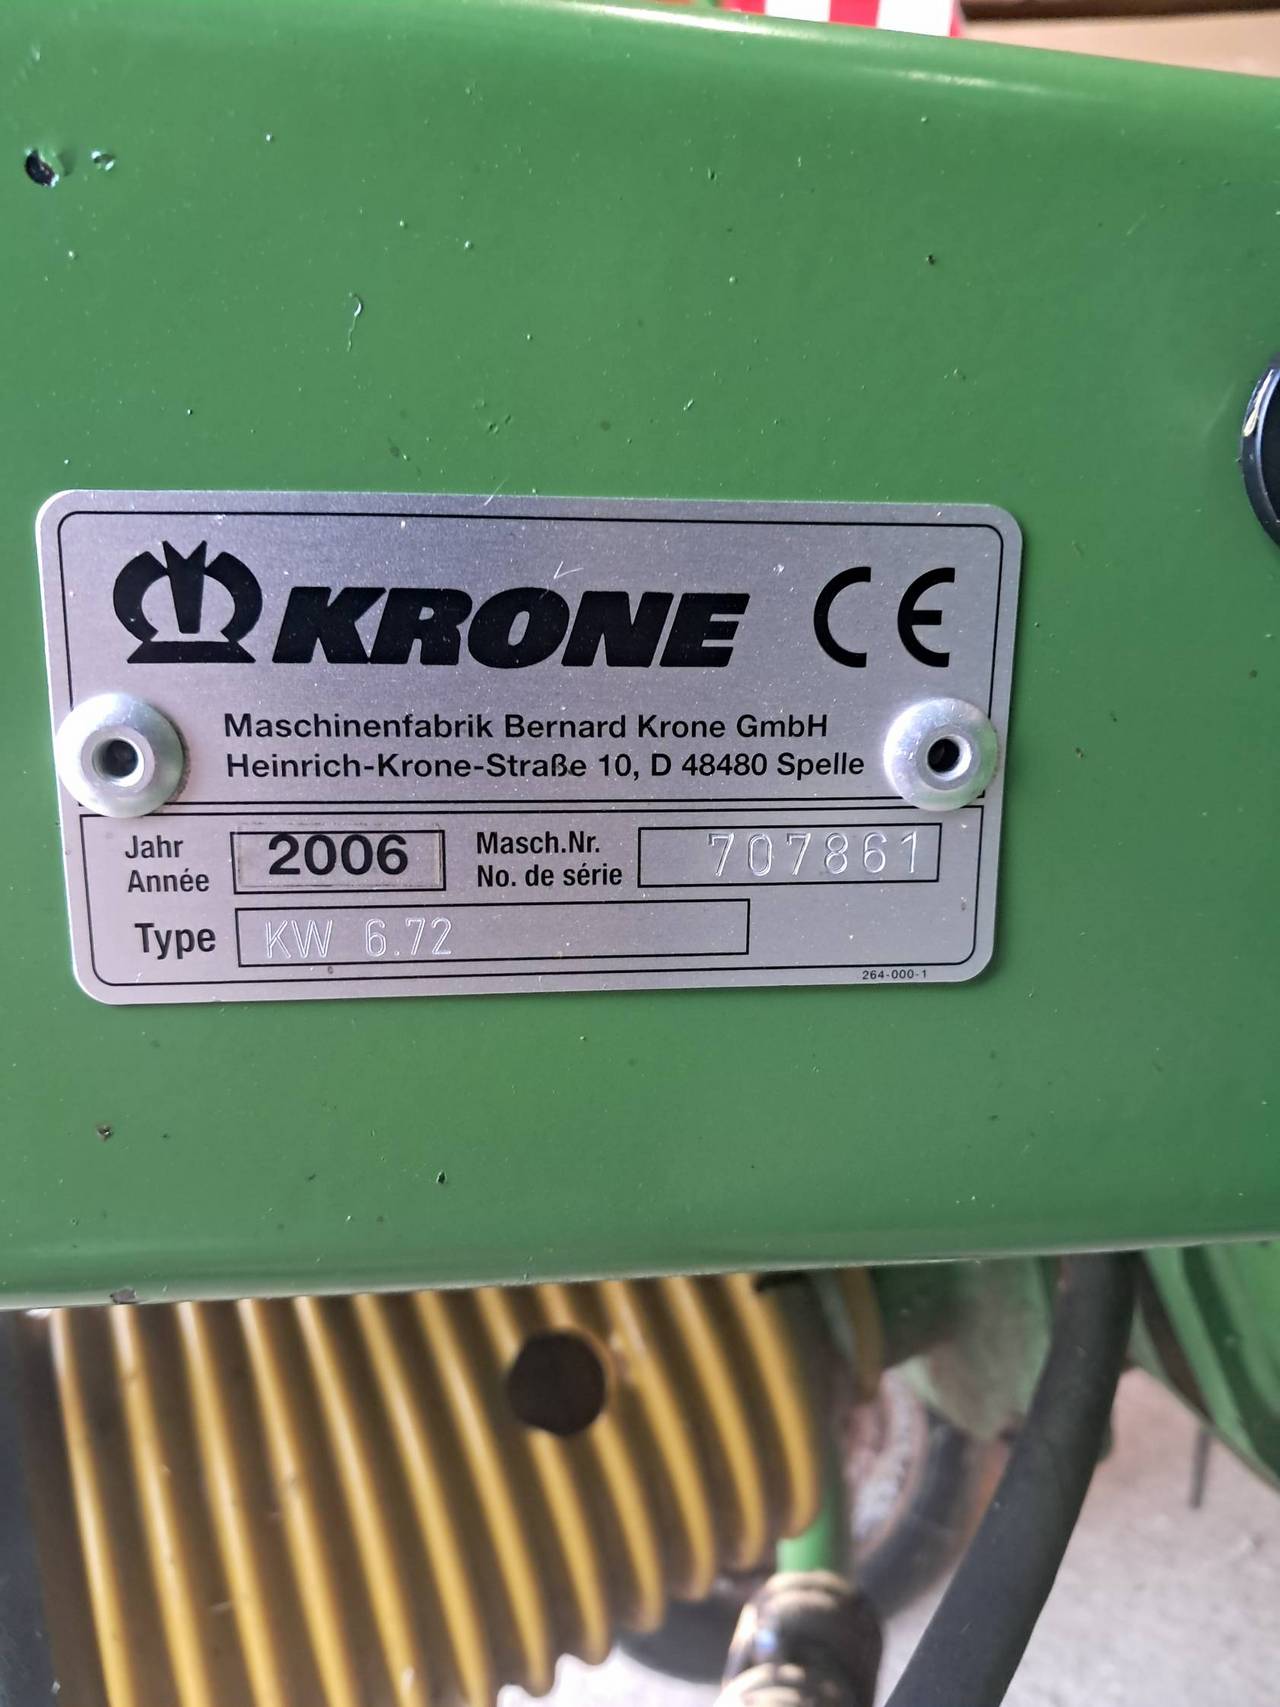 KRONE CE
Maschinenfabrik Bernard Krone GmbH
Heinrich-Krone-Straße 10, D 48480 Spelle
Jahr
Année
2006
Masch.Nr.
No. de série
707861
Type KW 6.72
264-000-1